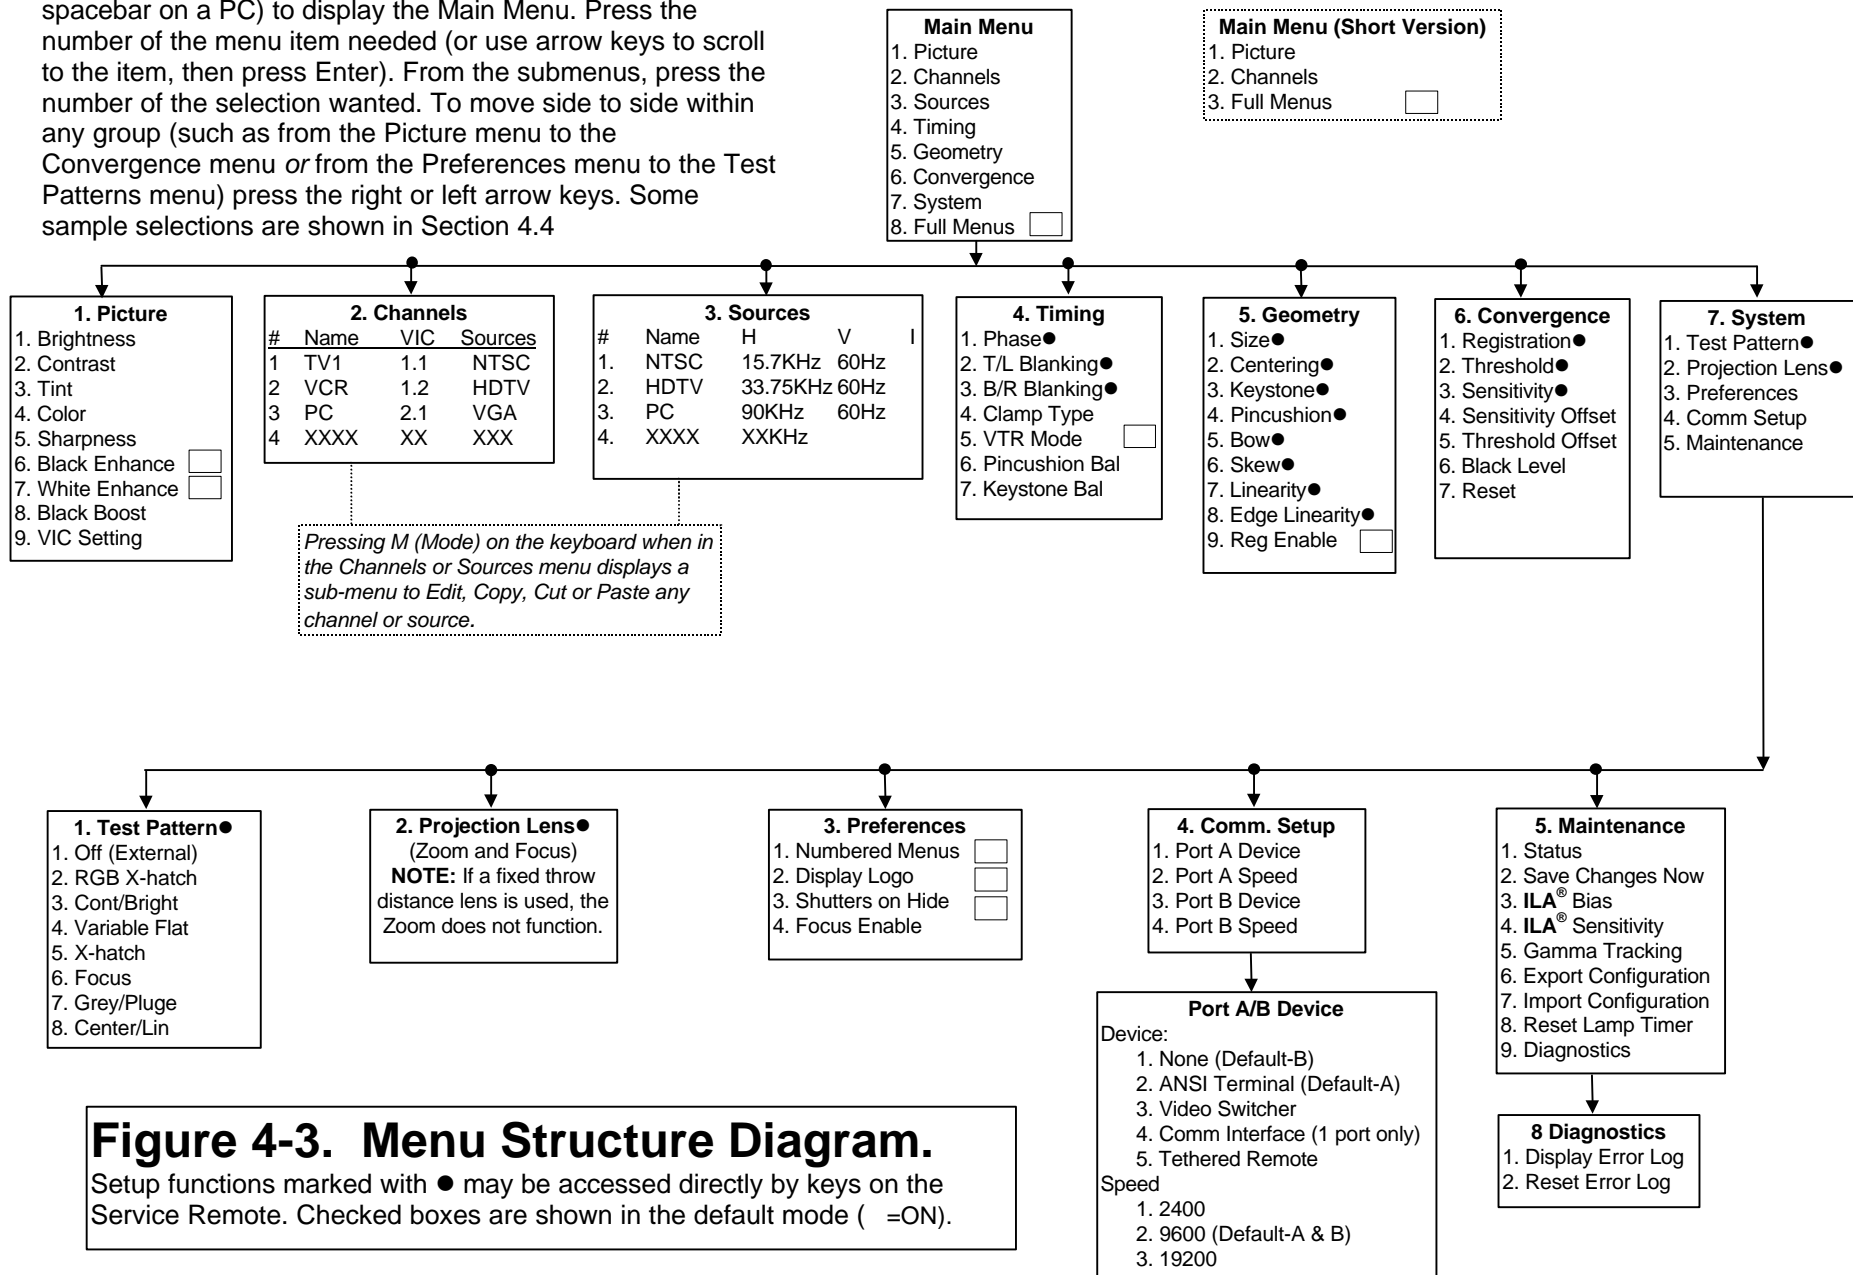 spacebar on a PC) to display the Main Menu. Press the
number of the menu item needed (or use arrow keys to scroll
to the item, then press Enter). From the submenus, press the
number of the selection wanted. To move side to side within
any group (such as from the Picture menu to the
Convergence menu or from the Preferences menu to the Test
Patterns menu) press the right or left arrow keys. Some
sample selections are shown in Section 4.4
Main Menu
1. Picture
2. Channels
3. Sources
4. Timing
5. Geometry
6. Convergence
7. System
8. Full Menus
Main Menu (Short Version)
1. Picture
2. Channels
3. Full Menus
1. Picture
1. Brightness
2. Contrast
3. Tint
4. Color
5. Sharpness
6. Black Enhance
7. White Enhance
8. Black Boost
9. VIC Setting
2. Channels
# Name VIC Sources
1 TV1 1.1 NTSC
2 VCR 1.2 HDTV
3 PC 2.1 VGA
4 XXXX XX XXX
3. Sources
# Name H V I
1. NTSC 15.7KHz 60Hz
2. HDTV 33.75KHz 60Hz
3. PC 90KHz 60Hz
4. XXXX XXKHz
Pressing M (Mode) on the keyboard when in
the Channels or Sources menu displays a
sub-menu to Edit, Copy, Cut or Paste any
channel or source.
4. Timing
1. Phase●
2. T/L Blanking●
3. B/R Blanking●
4. Clamp Type
5. VTR Mode
6. Pincushion Bal
7. Keystone Bal
5. Geometry
1. Size●
2. Centering●
3. Keystone●
4. Pincushion●
5. Bow●
6. Skew●
7. Linearity●
8. Edge Linearity●
9. Reg Enable
6. Convergence
1. Registration●
2. Threshold●
3. Sensitivity●
4. Sensitivity Offset
5. Threshold Offset
6. Black Level
7. Reset
7. System
1. Test Pattern●
2. Projection Lens●
3. Preferences
4. Comm Setup
5. Maintenance
1. Test Pattern●
1. Off (External)
2. RGB X-hatch
3. Cont/Bright
4. Variable Flat
5. X-hatch
6. Focus
7. Grey/Pluge
8. Center/Lin
2. Projection Lens●
(Zoom and Focus)
NOTE: If a fixed throw
distance lens is used, the
Zoom does not function.
3. Preferences
1. Numbered Menus
2. Display Logo
3. Shutters on Hide
4. Focus Enable
4. Comm. Setup
1. Port A Device
2. Port A Speed
3. Port B Device
4. Port B Speed
Port A/B Device
Device:
1. None (Default-B)
2. ANSI Terminal (Default-A)
3. Video Switcher
4. Comm Interface (1 port only)
5. Tethered Remote
Speed
1. 2400
2. 9600 (Default-A & B)
3. 19200
5. Maintenance
1. Status
2. Save Changes Now
3. ILA® Bias
4. ILA® Sensitivity
5. Gamma Tracking
6. Export Configuration
7. Import Configuration
8. Reset Lamp Timer
9. Diagnostics
8 Diagnostics
1. Display Error Log
2. Reset Error Log
Figure 4-3. Menu Structure Diagram.
Setup functions marked with ● may be accessed directly by keys on the
Service Remote. Checked boxes are shown in the default mode ( =ON).